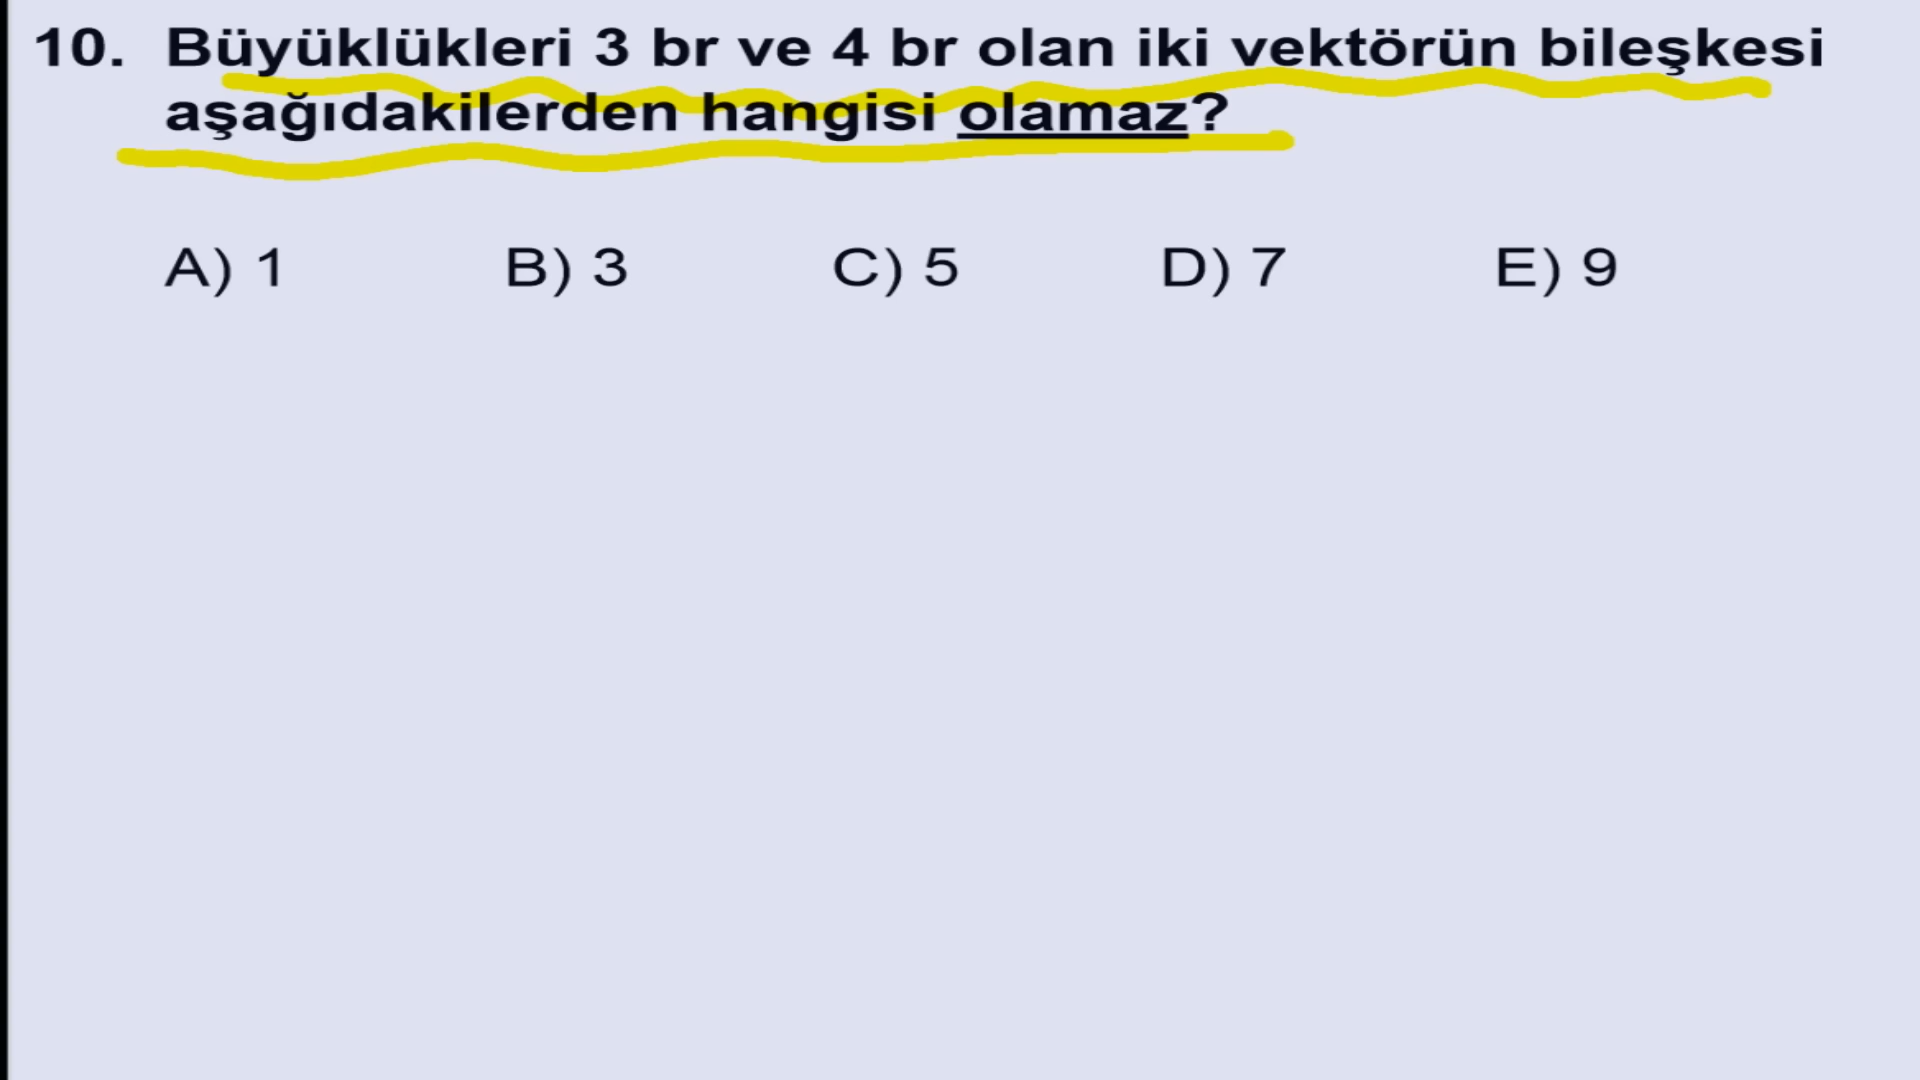 10. Büyüklükleri 3 br ve 4 br olan iki vektörün bileşkesi
aşağıdakilerden hangisi olamaz?
A) 1 B) 3 C) 5 D) 7 E) 9